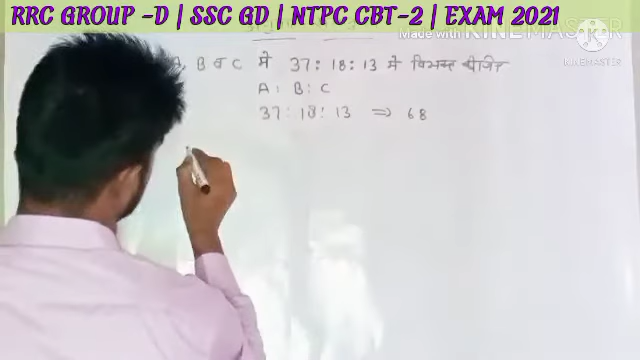 RRC GROUP -D | SSC GD | NTPC CBT-2 | EXAM 2021
Made with KINEMASTER
KINEMASTER
A, B व C में 37 : 18 : 13 में विभक्त कीजिए
A : B : C
37 : 18 : 13 ⇒ 68